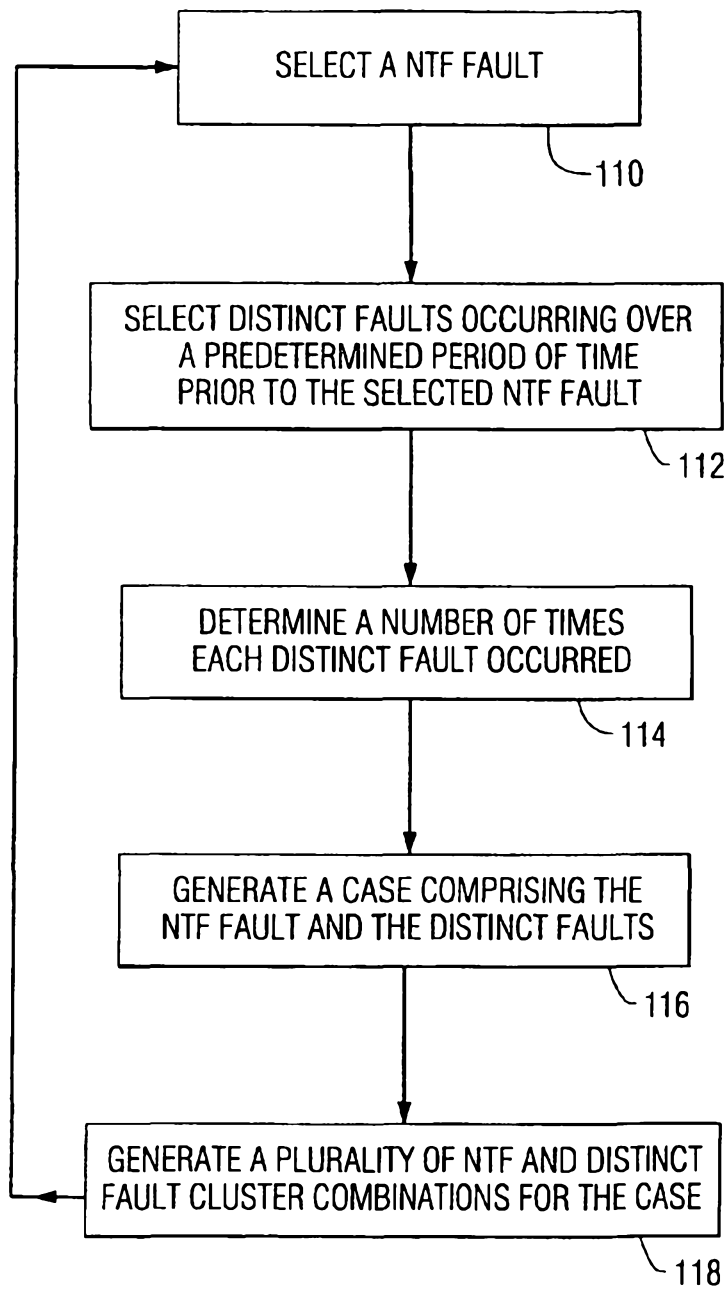 SELECT A NTF FAULT
110
SELECT DISTINCT FAULTS OCCURRING OVER
A PREDETERMINED PERIOD OF TIME
PRIOR TO THE SELECTED NTF FAULT
112
DETERMINE A NUMBER OF TIMES
EACH DISTINCT FAULT OCCURRED
114
GENERATE A CASE COMPRISING THE
NTF FAULT AND THE DISTINCT FAULTS
116
GENERATE A PLURALITY OF NTF AND DISTINCT
FAULT CLUSTER COMBINATIONS FOR THE CASE
118